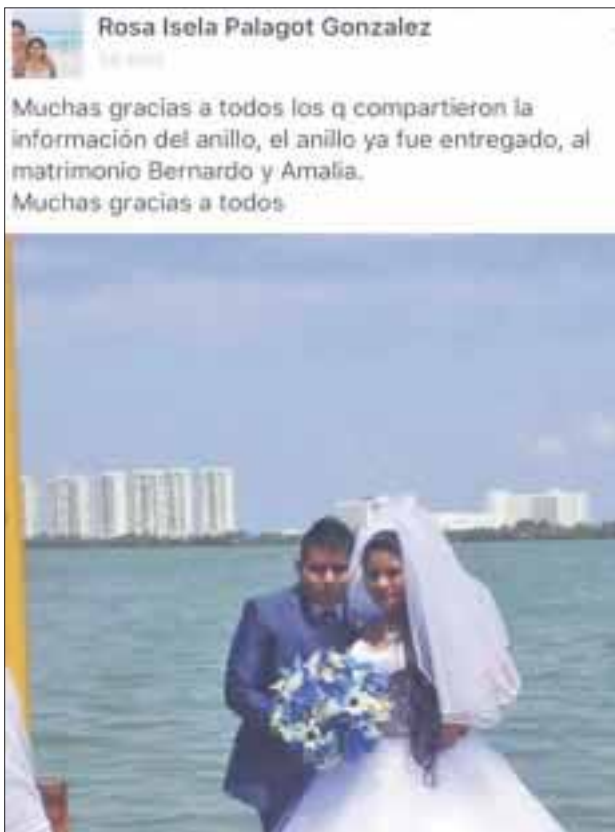 Rosa Isela Palagot Gonzalez
Muchas gracias a todos los q compartieron la
información del anillo, el anillo ya fue entregado, al
matrimonio Bernardo y Amalia.
Muchas gracias a todos